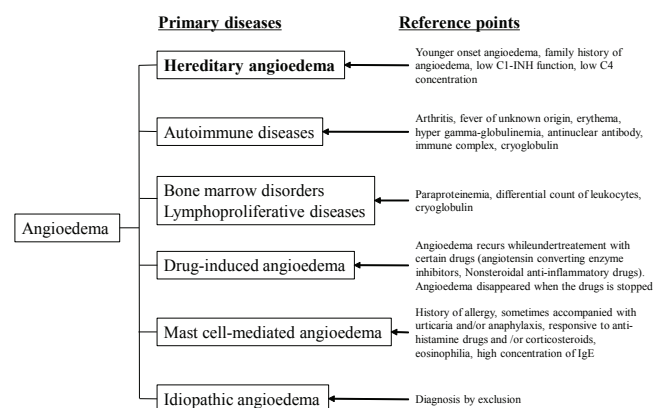 Primary diseases
Reference points
Hereditary angioedema
Younger onset angioedema, family history of
angioedema, low C1-INH function, low C4
concentration
Autoimmune diseases
Arthritis, fever of unknown origin, erythema,
hyper gamma-globulinemia, antinuclear antibody,
immune complex, cryoglobulin
Bone marrow disorders
Lymphoproliferative diseases
Paraproteinemia, differential count of leukocytes,
cryoglobulin
Angioedema
Drug-induced angioedema
Angioedema recurs whileundertreatement with
certain drugs (angiotensin converting enzyme
inhibitors, Nonsteroidal anti-inflammatory drugs).
Angioedema disappeared when the drugs is stopped
Mast cell-mediated angioedema
History of allergy, sometimes accompanied with
urticaria and/or anaphylaxis, responsive to anti-
histamine drugs and /or corticosteroids,
eosinophilia, high concentration of IgE
Idiopathic angioedema
Diagnosis by exclusion